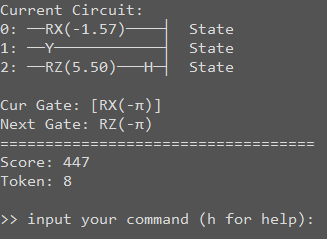 Current Circuit:
0: ──RX(-1.57)────┤ State
1: ──Y────────────┤ State
2: ──RZ(5.50)───H─┤ State
Cur Gate: [RX(-π)]
Next Gate: RZ(-π)
===================================
Score: 447
Token: 8
>> input your command (h for help):